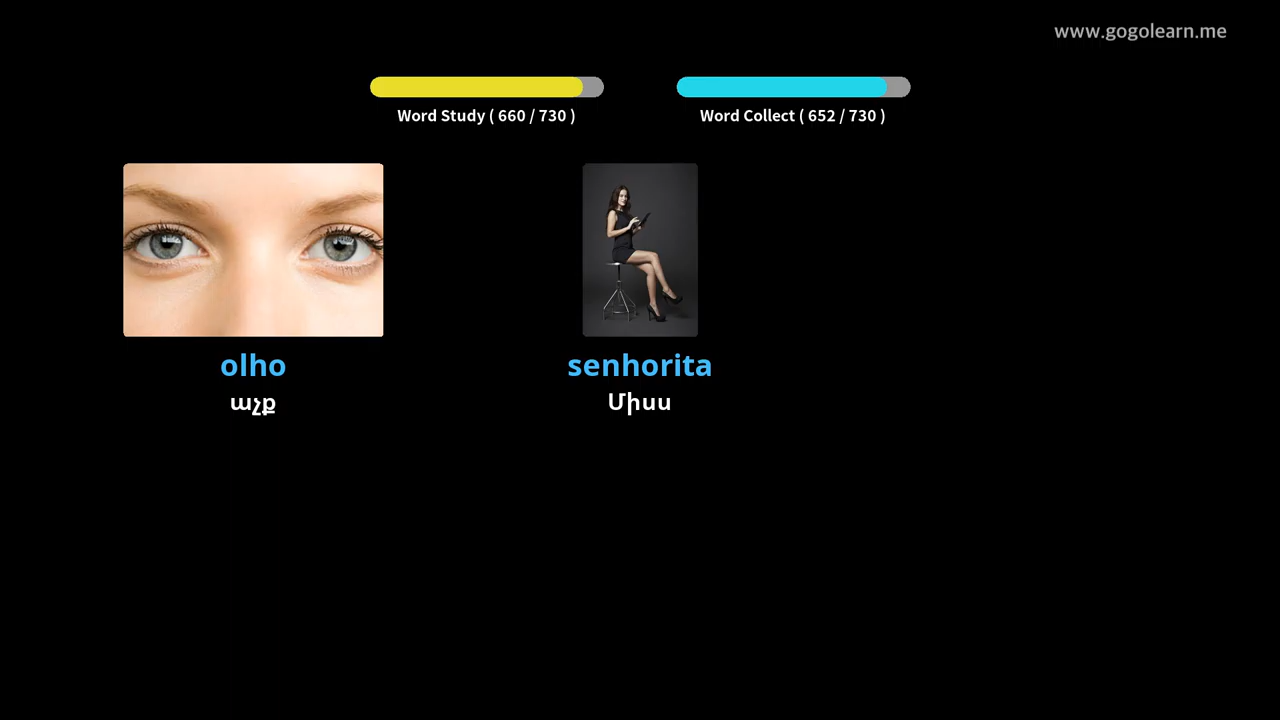 www.gogolearn.me
Word Study ( 660 / 730 )
Word Collect ( 652 / 730 )
olho
աչք
senhorita
Միսս